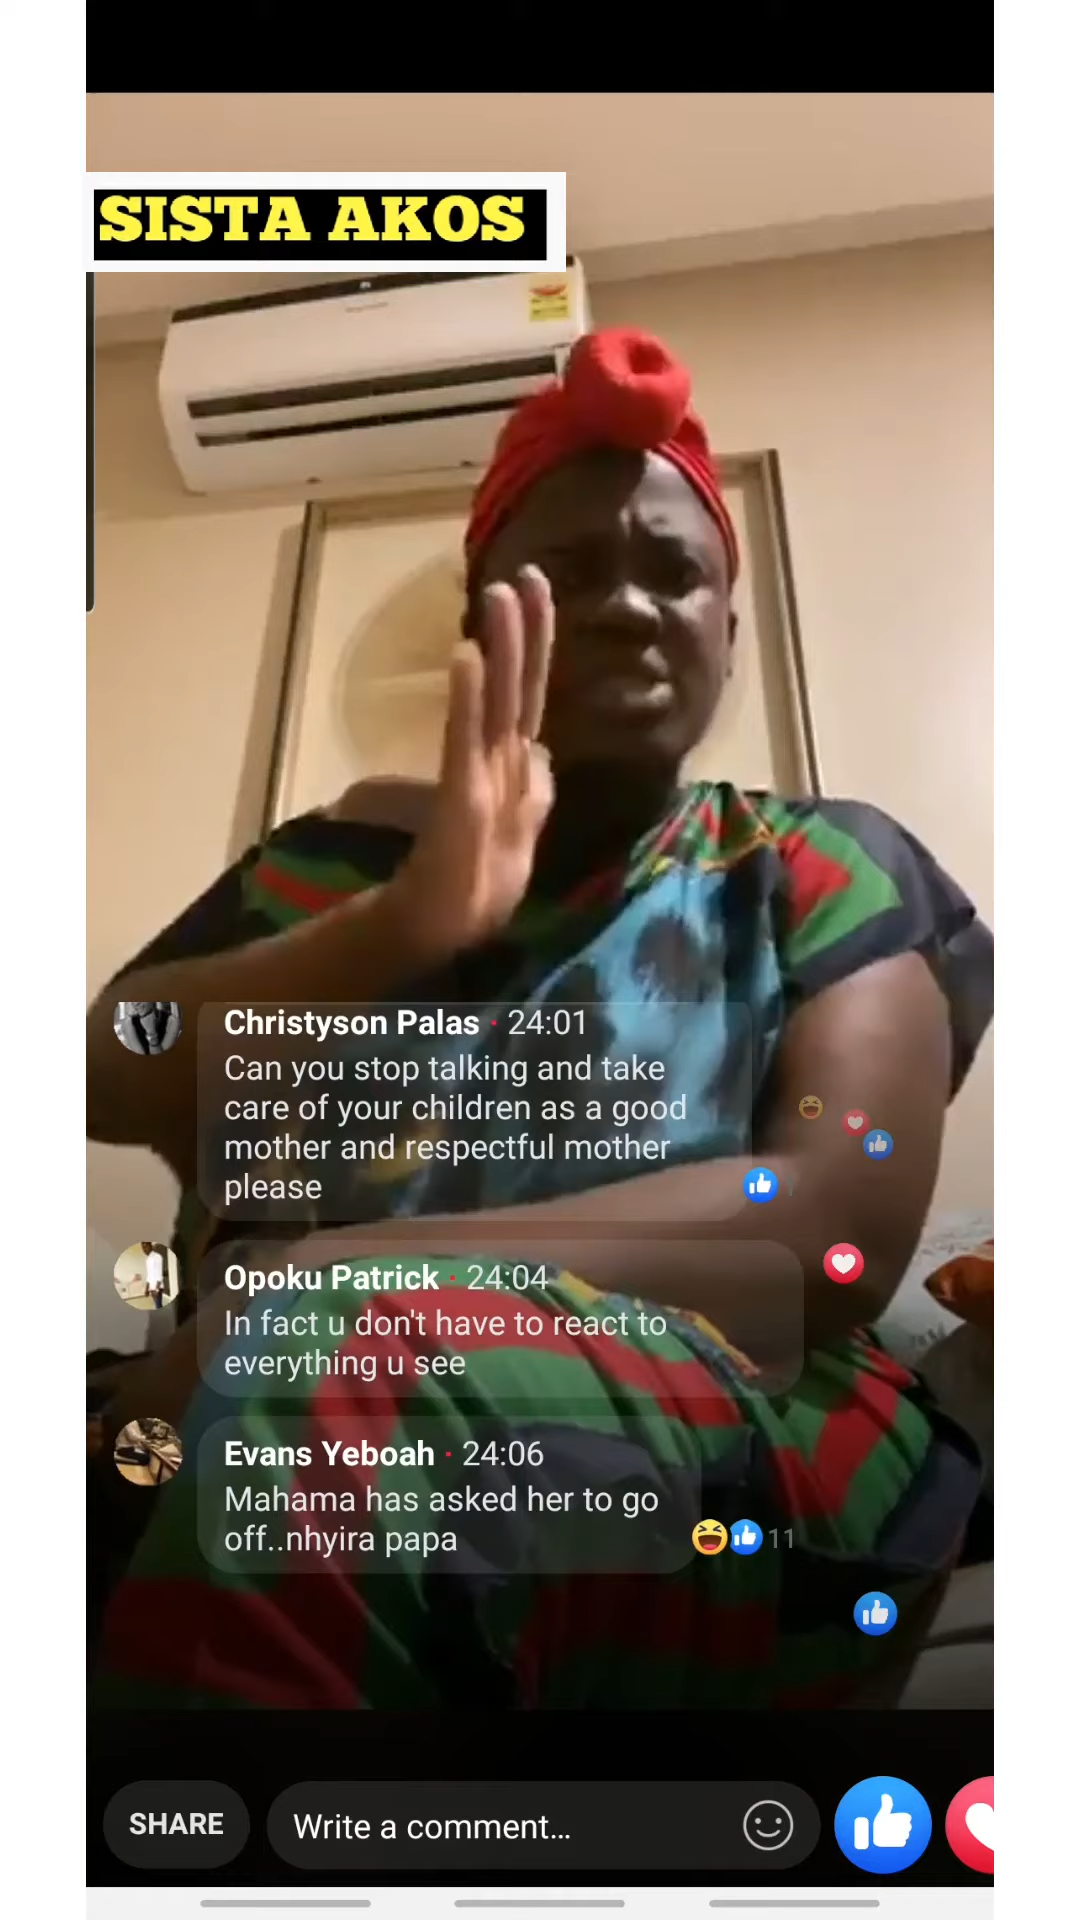 SISTA AKOS
Christyson Palas · 24:01
Can you stop talking and take
care of your children as a good
mother and respectful mother
please
Opoku Patrick · 24:04
In fact u don't have to react to
everything u see
Evans Yeboah · 24:06
Mahama has asked her to go
off..nhyira papa
11
SHARE
Write a comment...